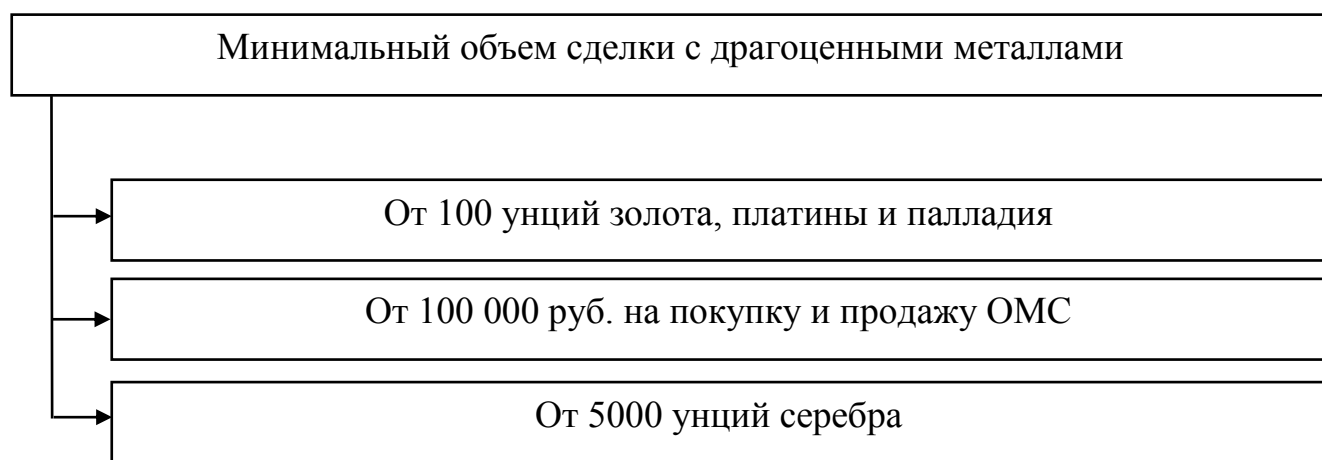 Минимальный объем сделки с драгоценными металлами
От 100 унций золота, платины и палладия
От 100 000 руб. на покупку и продажу ОМС
От 5000 унций серебра